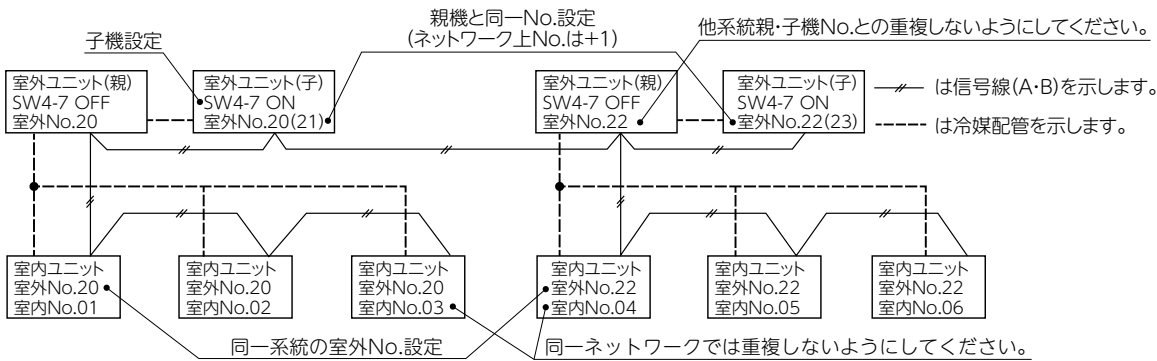 親機と同一No.設定
(ネットワーク上No.は+1)
他系統親・子機No.との重複しないようにしてください。
子機設定
室外ユニット(親)
SW4-7 OFF
室外No.20
室外ユニット(子)
SW4-7 ON
室外No.20(21)
室外ユニット(親)
SW4-7 OFF
室外No.22
室外ユニット(子)
SW4-7 ON
室外No.22(23)
は信号線(A・B)を示します。
は冷媒配管を示します。
室内ユニット
室外No.20
室内No.01
室内ユニット
室外No.20
室内No.02
室内ユニット
室外No.20
室内No.03
室内ユニット
室外No.22
室内No.04
室内ユニット
室外No.22
室内No.05
室内ユニット
室外No.22
室内No.06
同一系統の室外No.設定
同一ネットワークでは重複しないようにしてください。